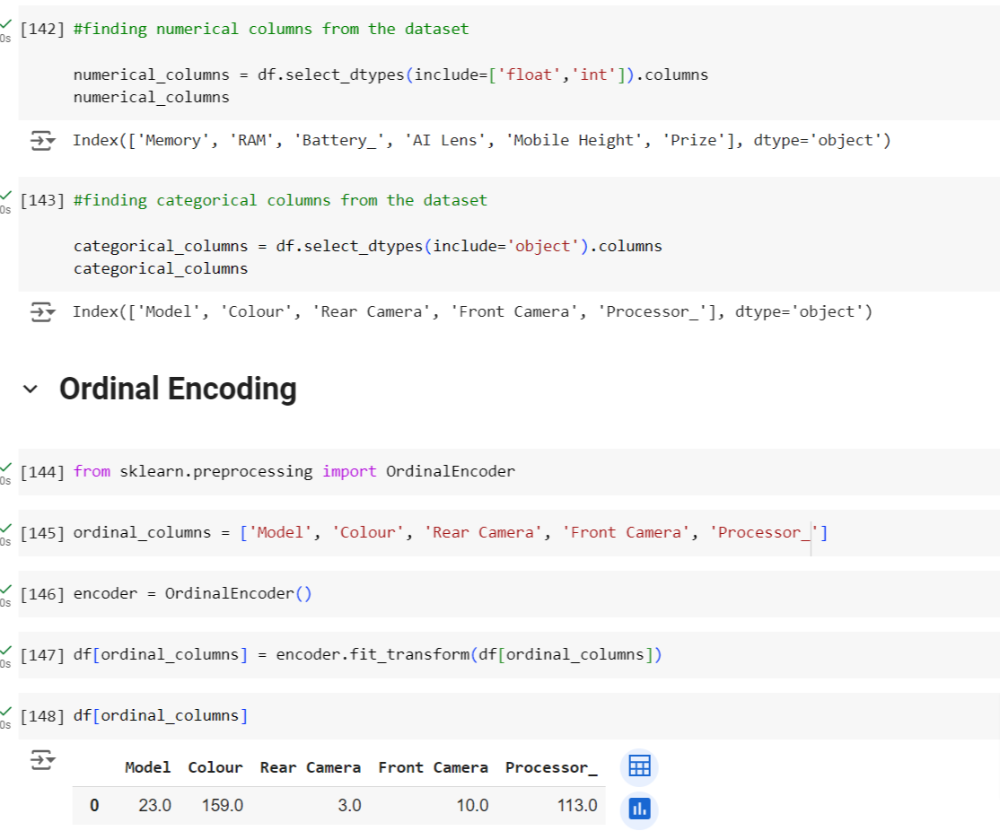 [142] #finding numerical columns from the dataset
0s
numerical_columns = df.select_dtypes(include=['float','int']).columns
numerical_columns
Index(['Memory', 'RAM', 'Battery_', 'AI Lens', 'Mobile Height', 'Prize'], dtype='object')
[143] #finding categorical columns from the dataset
0s
categorical_columns = df.select_dtypes(include='object').columns
categorical_columns
Index(['Model', 'Colour', 'Rear Camera', 'Front Camera', 'Processor_'], dtype='object')
Ordinal Encoding
[144] from sklearn.preprocessing import OrdinalEncoder
0s
[145] ordinal_columns = ['Model', 'Colour', 'Rear Camera', 'Front Camera', 'Processor_']
0s
[146] encoder = OrdinalEncoder()
0s
[147] df[ordinal_columns] = encoder.fit_transform(df[ordinal_columns])
0s
[148] df[ordinal_columns]
0s
Model Colour Rear Camera Front Camera Processor_
0 23.0 159.0 3.0 10.0 113.0